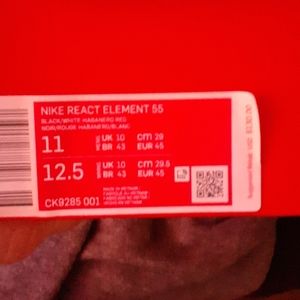 NIKE REACT ELEMENT 55
BLACK/WHITE HABANERO RED
NOIR/ROUGE HABANERO/BLANC
11 UK 10 cm 29
BR 43 EUR 45
12.5 UK 10 cm 29.5
BR 43 EUR 45
CK9285 001
MADE IN VIETNAM